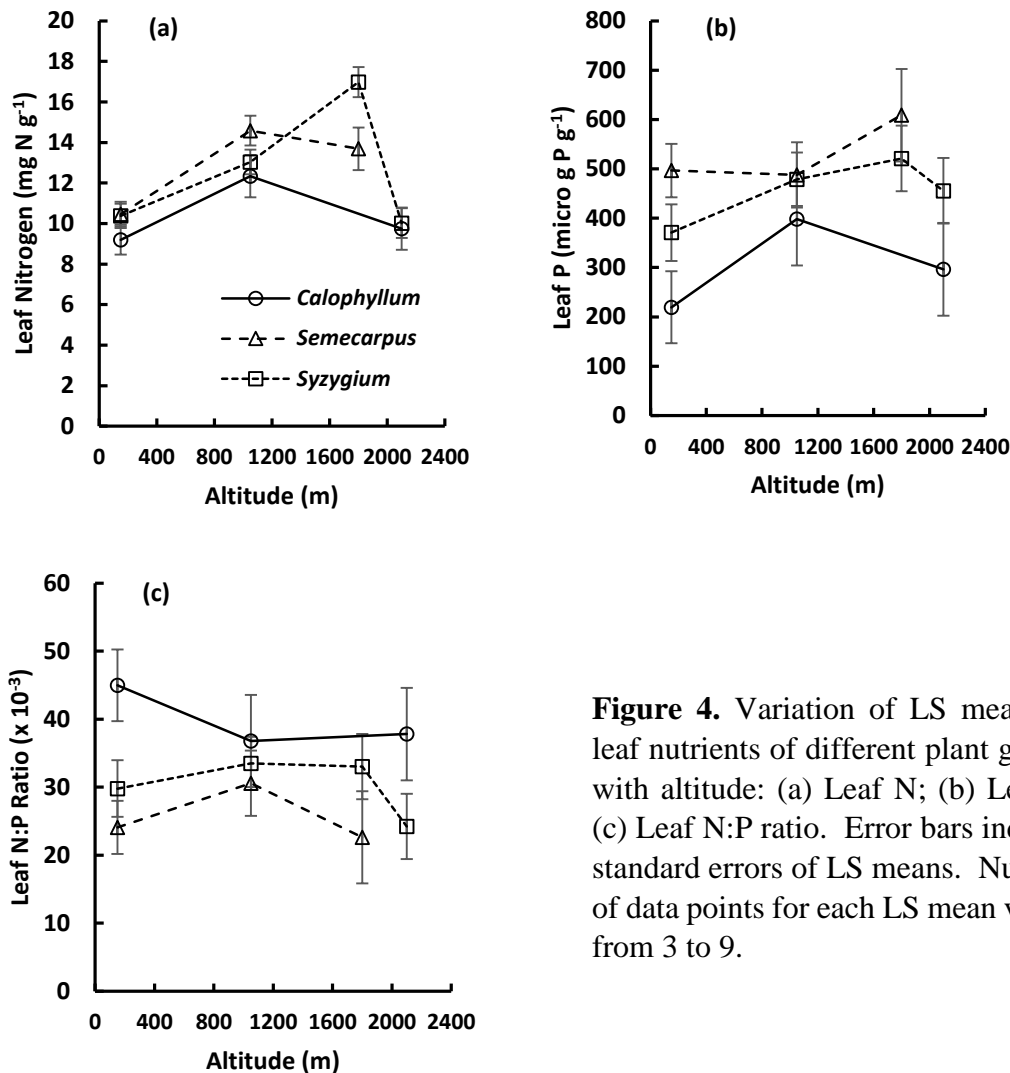 (a)
20
18
16
14
12
10
8
6
4
2
0
Leaf Nitrogen (mg N g-1)
Calophyllum
Semecarpus
Syzygium
0 400 800 1200 1600 2000 2400
Altitude (m)
(b)
800
700
600
500
400
300
200
100
0
Leaf P (micro g P g-1)
0 400 800 1200 1600 2000 2400
Altitude (m)
(c)
60
50
40
30
20
10
0
Leaf N:P Ratio (x 10-3)
0 400 800 1200 1600 2000 2400
Altitude (m)
Figure 4. Variation of LS mea
leaf nutrients of different plant g
with altitude: (a) Leaf N; (b) Le
(c) Leaf N:P ratio. Error bars inc
standard errors of LS means. Nu
of data points for each LS mean v
from 3 to 9.